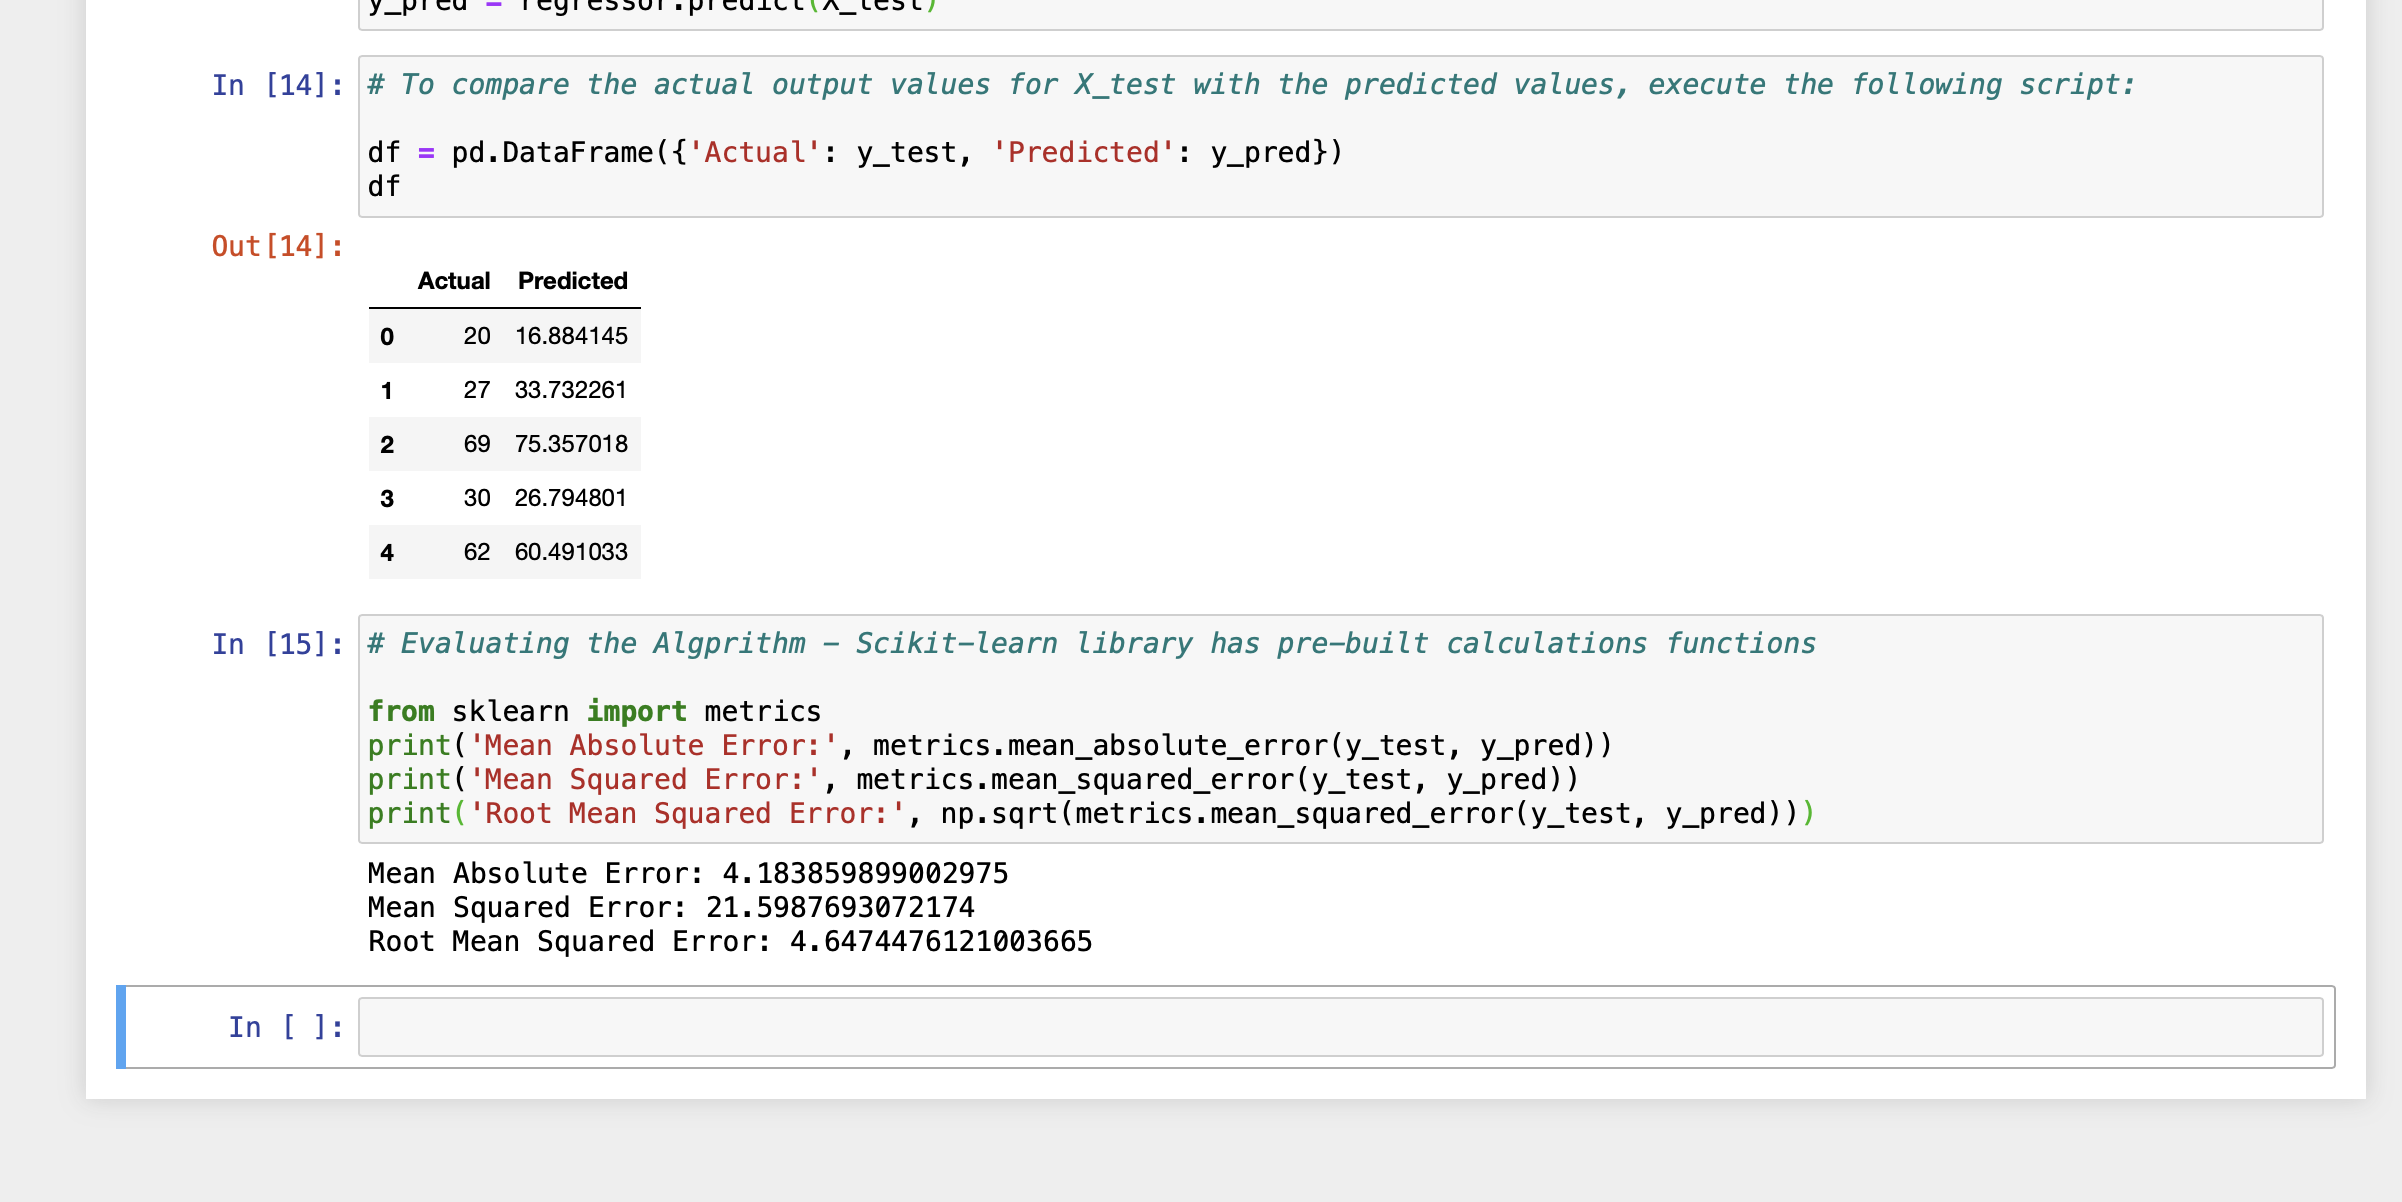 y_pred = regressor.predict(X_test)
In [14]: # To compare the actual output values for X_test with the predicted values, execute the following script:
df = pd.DataFrame({'Actual': y_test, 'Predicted': y_pred})
df
Out[14]:
Actual Predicted
0 20 16.884145
1 27 33.732261
2 69 75.357018
3 30 26.794801
4 62 60.491033
In [15]: # Evaluating the Algprithm – Scikit-learn library has pre-built calculations functions
from sklearn import metrics
print('Mean Absolute Error:', metrics.mean_absolute_error(y_test, y_pred))
print('Mean Squared Error:', metrics.mean_squared_error(y_test, y_pred))
print('Root Mean Squared Error:', np.sqrt(metrics.mean_squared_error(y_test, y_pred)))
Mean Absolute Error: 4.183859899002975
Mean Squared Error: 21.5987693072174
Root Mean Squared Error: 4.6474476121003665
In [ ]: